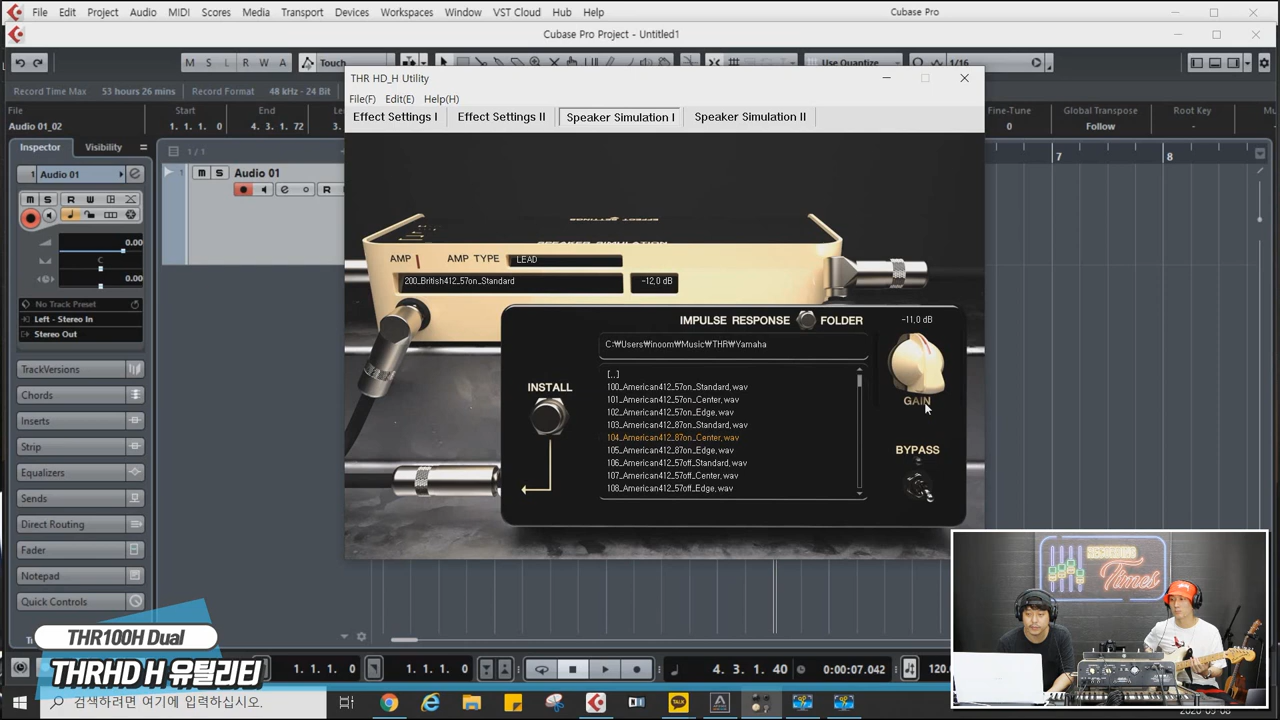 File Edit Project Audio MIDI Scores Media Transport Devices Workspaces Window VST Cloud Hub Help Cubase Pro
Cubase Pro Project - Untitled1
M S L R W A Touch Use Quantize 1/16
Record Time Max 53 hours 26 mins Record Format 48 kHz - 24 Bit
File Start End Fine-Tune Global Transpose Root Key
Audio 01_02 1. 1. 1. 0 4. 3. 1. 72 0 Follow -
Inspector Visibility 1 / 1 7 8
1 Audio 01
M S Audio 01
M S R W
R
0.00
C
0.00
No Track Preset
Left - Stereo In
Stereo Out
TrackVersions
Chords
Inserts
Strip
Equalizers
Sends
Direct Routing
Fader
Notepad
Quick Controls
THR HD_H Utility
File(F) Edit(E) Help(H)
Effect Settings I Effect Settings II Speaker Simulation I Speaker Simulation II
SPEAKER SIMULATION
AMP I AMP TYPE LEAD
200_British412_57on_Standard -12,0 dB
IMPULSE RESPONSE FOLDER -11,0 dB
C:₩Users₩inoom₩Music₩THR₩Yamaha
[..]
100_American412_57on_Standard,wav
101_American412_57on_Center,wav
102_American412_57on_Edge,wav
103_American412_87on_Standard,wav
104_American412_87on_Center,wav
105_American412_87on_Edge,wav
106_American412_57off_Standard,wav
107_American412_57off_Center,wav
108_American412_57off_Edge,wav
INSTALL
GAIN
BYPASS
RECORDING
Times
THR100H Dual
THRHD H 유틸리티
1. 1. 1. 0 1. 1. 1. 0 4. 3. 1. 40 0:00:07.042 120.
검색하려면 여기에 입력하십시오.
TALK
2020-09-08